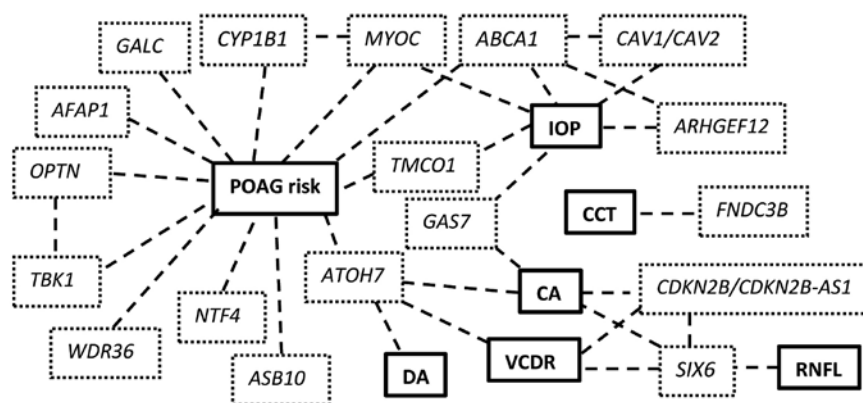 CYP1B1
MYOC
ABCA1
CAV1/CAV2
GALC
AFAP1
IOP
ARHGEF12
OPTN
POAG risk
TMCO1
GAS7
CCT
FNDC3B
TBK1
NTF4
ATOH7
CA
CDKN2B/CDKN2B-AS1
WDR36
ASB10
DA
VCDR
SIX6
RNFL